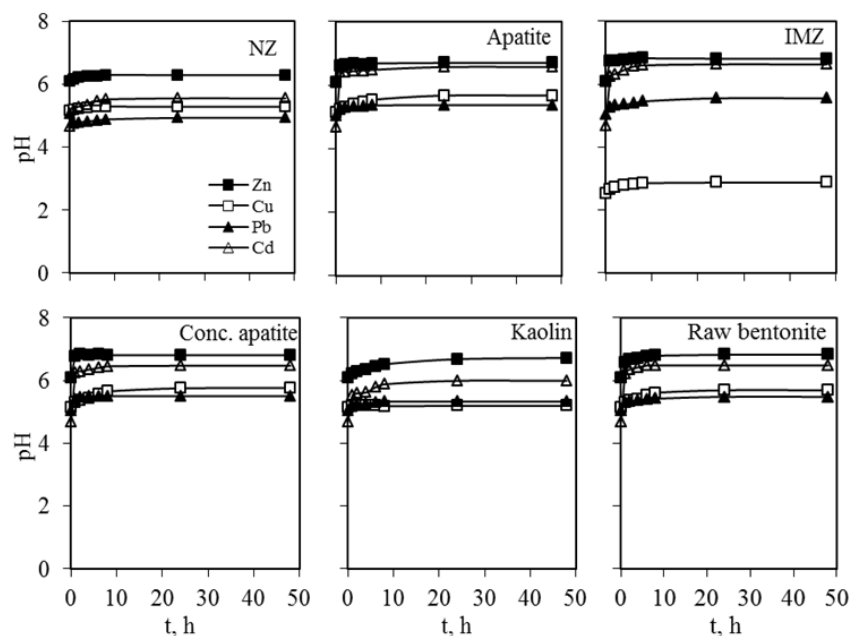 8
6
4
2
0
pH
NZ
Zn
Cu
Pb
Cd
Apatite
IMZ
8
6
4
2
0
pH
Conc. apatite
Kaolin
Raw bentonite
0 10 20 30 40 50
0 10 20 30 40 50
0 10 20 30 40 50
t, h
t, h
t, h